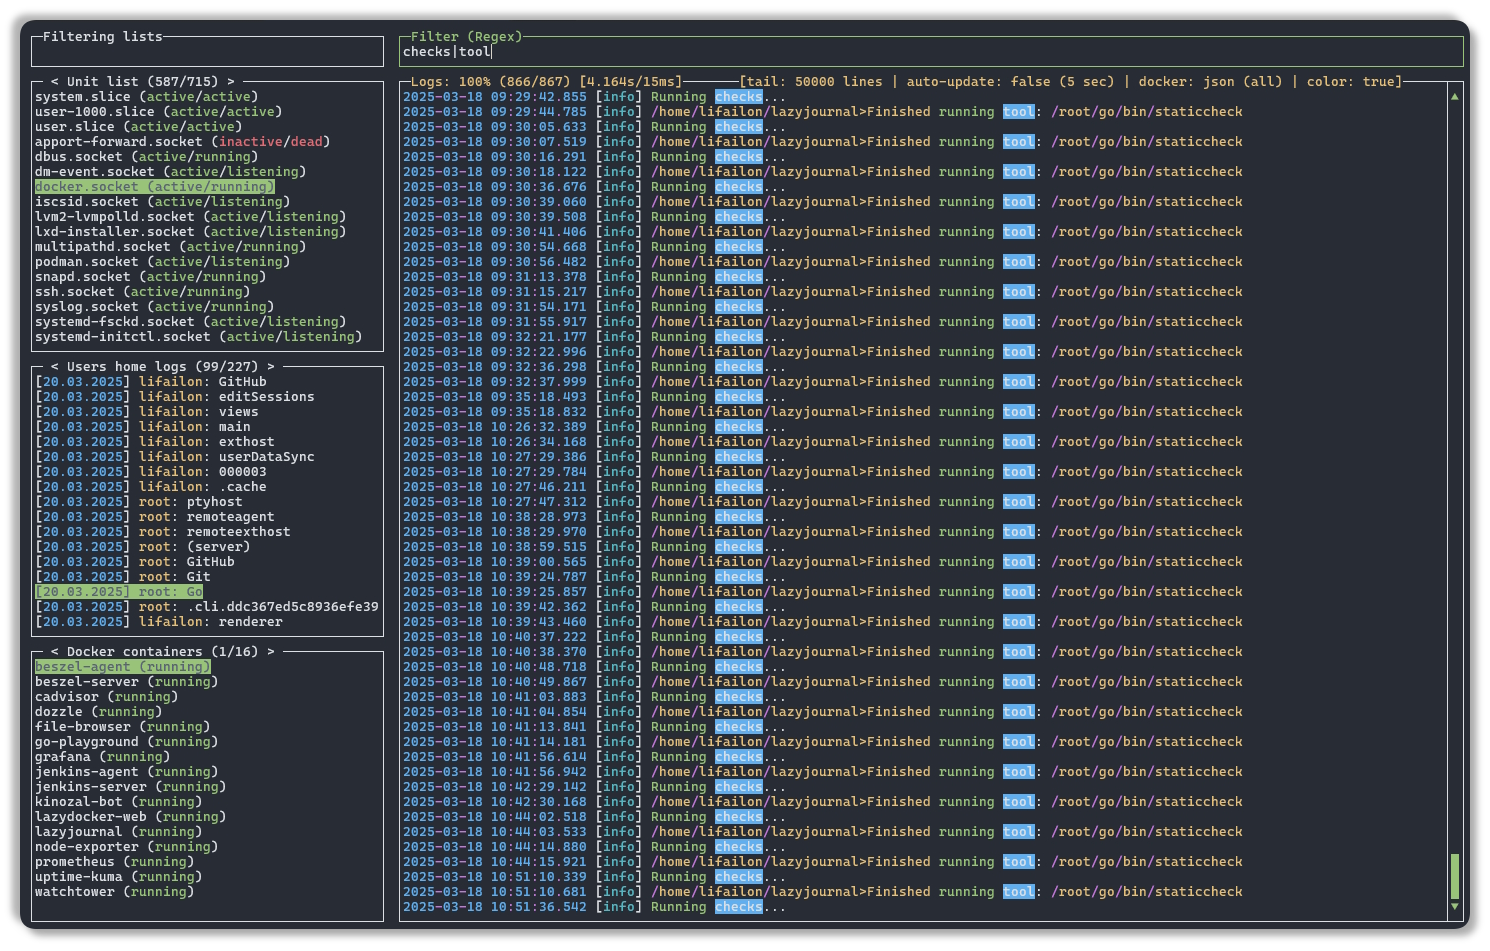 Filtering lists
< Unit list (587/715) >
system.slice (active/active)
user-1000.slice (active/active)
user.slice (active/active)
apport-forward.socket (inactive/dead)
dbus.socket (active/running)
dm-event.socket (active/listening)
docker.socket (active/running)
iscsid.socket (active/listening)
lvm2-lvmpolld.socket (active/listening)
lxd-installer.socket (active/listening)
multipathd.socket (active/running)
podman.socket (active/listening)
snapd.socket (active/running)
ssh.socket (active/running)
syslog.socket (active/running)
systemd-fsckd.socket (active/listening)
systemd-initctl.socket (active/listening)
< Users home logs (99/227) >
[20.03.2025] lifailon: GitHub
[20.03.2025] lifailon: editSessions
[20.03.2025] lifailon: views
[20.03.2025] lifailon: main
[20.03.2025] lifailon: exthost
[20.03.2025] lifailon: userDataSync
[20.03.2025] lifailon: 000003
[20.03.2025] lifailon: .cache
[20.03.2025] root: ptyhost
[20.03.2025] root: remoteagent
[20.03.2025] root: remoteexthost
[20.03.2025] root: (server)
[20.03.2025] root: GitHub
[20.03.2025] root: Git
[20.03.2025] root: Go
[20.03.2025] root: .cli.ddc367ed5c8936efe39
[20.03.2025] lifailon: renderer
< Docker containers (1/16) >
beszel-agent (running)
beszel-server (running)
cadvisor (running)
dozzle (running)
file-browser (running)
go-playground (running)
grafana (running)
jenkins-agent (running)
jenkins-server (running)
kinozal-bot (running)
lazydocker-web (running)
lazyjournal (running)
node-exporter (running)
prometheus (running)
uptime-kuma (running)
watchtower (running)
Filter (Regex)
checks|tool
Logs: 100% (866/867) [4.164s/15ms] [tail: 50000 lines | auto-update: false (5 sec) | docker: json (all) | color: true]
2025-03-18 09:29:42.855 [info] Running checks...
2025-03-18 09:29:44.785 [info] /home/lifailon/lazyjournal>Finished running tool: /root/go/bin/staticcheck
2025-03-18 09:30:05.633 [info] Running checks...
2025-03-18 09:30:07.519 [info] /home/lifailon/lazyjournal>Finished running tool: /root/go/bin/staticcheck
2025-03-18 09:30:16.291 [info] Running checks...
2025-03-18 09:30:18.122 [info] /home/lifailon/lazyjournal>Finished running tool: /root/go/bin/staticcheck
2025-03-18 09:30:36.676 [info] Running checks...
2025-03-18 09:30:39.060 [info] /home/lifailon/lazyjournal>Finished running tool: /root/go/bin/staticcheck
2025-03-18 09:30:39.508 [info] Running checks...
2025-03-18 09:30:41.406 [info] /home/lifailon/lazyjournal>Finished running tool: /root/go/bin/staticcheck
2025-03-18 09:30:54.668 [info] Running checks...
2025-03-18 09:30:56.482 [info] /home/lifailon/lazyjournal>Finished running tool: /root/go/bin/staticcheck
2025-03-18 09:31:13.378 [info] Running checks...
2025-03-18 09:31:15.217 [info] /home/lifailon/lazyjournal>Finished running tool: /root/go/bin/staticcheck
2025-03-18 09:31:54.171 [info] Running checks...
2025-03-18 09:31:55.917 [info] /home/lifailon/lazyjournal>Finished running tool: /root/go/bin/staticcheck
2025-03-18 09:32:21.177 [info] Running checks...
2025-03-18 09:32:22.996 [info] /home/lifailon/lazyjournal>Finished running tool: /root/go/bin/staticcheck
2025-03-18 09:32:36.298 [info] Running checks...
2025-03-18 09:32:37.999 [info] /home/lifailon/lazyjournal>Finished running tool: /root/go/bin/staticcheck
2025-03-18 09:35:18.493 [info] Running checks...
2025-03-18 09:35:18.832 [info] /home/lifailon/lazyjournal>Finished running tool: /root/go/bin/staticcheck
2025-03-18 10:26:32.389 [info] Running checks...
2025-03-18 10:26:34.168 [info] /home/lifailon/lazyjournal>Finished running tool: /root/go/bin/staticcheck
2025-03-18 10:27:29.386 [info] Running checks...
2025-03-18 10:27:29.784 [info] /home/lifailon/lazyjournal>Finished running tool: /root/go/bin/staticcheck
2025-03-18 10:27:46.211 [info] Running checks...
2025-03-18 10:27:47.312 [info] /home/lifailon/lazyjournal>Finished running tool: /root/go/bin/staticcheck
2025-03-18 10:38:28.973 [info] Running checks...
2025-03-18 10:38:29.970 [info] /home/lifailon/lazyjournal>Finished running tool: /root/go/bin/staticcheck
2025-03-18 10:38:59.515 [info] Running checks...
2025-03-18 10:39:00.565 [info] /home/lifailon/lazyjournal>Finished running tool: /root/go/bin/staticcheck
2025-03-18 10:39:24.787 [info] Running checks...
2025-03-18 10:39:25.857 [info] /home/lifailon/lazyjournal>Finished running tool: /root/go/bin/staticcheck
2025-03-18 10:39:42.362 [info] Running checks...
2025-03-18 10:39:43.460 [info] /home/lifailon/lazyjournal>Finished running tool: /root/go/bin/staticcheck
2025-03-18 10:40:37.222 [info] Running checks...
2025-03-18 10:40:38.370 [info] /home/lifailon/lazyjournal>Finished running tool: /root/go/bin/staticcheck
2025-03-18 10:40:48.718 [info] Running checks...
2025-03-18 10:40:49.867 [info] /home/lifailon/lazyjournal>Finished running tool: /root/go/bin/staticcheck
2025-03-18 10:41:03.883 [info] Running checks...
2025-03-18 10:41:04.854 [info] /home/lifailon/lazyjournal>Finished running tool: /root/go/bin/staticcheck
2025-03-18 10:41:13.841 [info] Running checks...
2025-03-18 10:41:14.181 [info] /home/lifailon/lazyjournal>Finished running tool: /root/go/bin/staticcheck
2025-03-18 10:41:56.614 [info] Running checks...
2025-03-18 10:41:56.942 [info] /home/lifailon/lazyjournal>Finished running tool: /root/go/bin/staticcheck
2025-03-18 10:42:29.142 [info] Running checks...
2025-03-18 10:42:30.168 [info] /home/lifailon/lazyjournal>Finished running tool: /root/go/bin/staticcheck
2025-03-18 10:44:02.518 [info] Running checks...
2025-03-18 10:44:03.533 [info] /home/lifailon/lazyjournal>Finished running tool: /root/go/bin/staticcheck
2025-03-18 10:44:14.880 [info] Running checks...
2025-03-18 10:44:15.921 [info] /home/lifailon/lazyjournal>Finished running tool: /root/go/bin/staticcheck
2025-03-18 10:51:10.339 [info] Running checks...
2025-03-18 10:51:10.681 [info] /home/lifailon/lazyjournal>Finished running tool: /root/go/bin/staticcheck
2025-03-18 10:51:36.542 [info] Running checks...